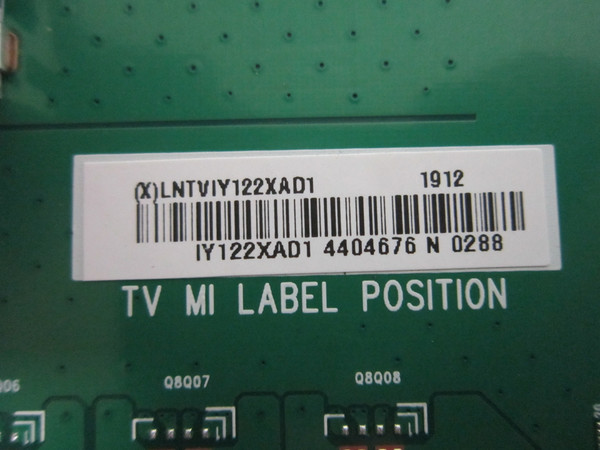 (X)LNTVIY122XAD1 1912
IY122XAD1 4404676 N 0288
TV MI LABEL POSITION
Q8Q07 Q8Q08